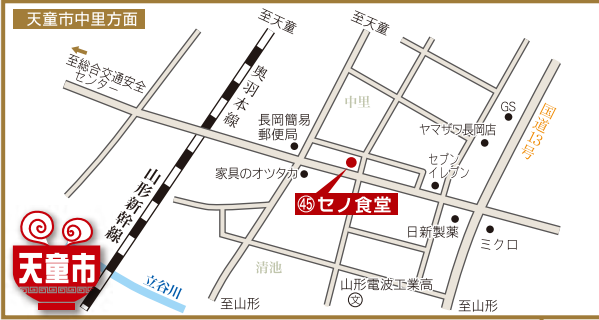 天童市中里方面
至天童
至天童
至総合交通安全
センター
奥羽本線
中里
長岡簡易
郵便局
GS
国道13号
ヤマザワ長岡店
家具のオツタカ
セブン
イレブン
㊺セノ食堂
山形新幹線
日新製薬
ミクロ
天童市
清池
立谷川
山形電波工業高
文
至山形
至山形